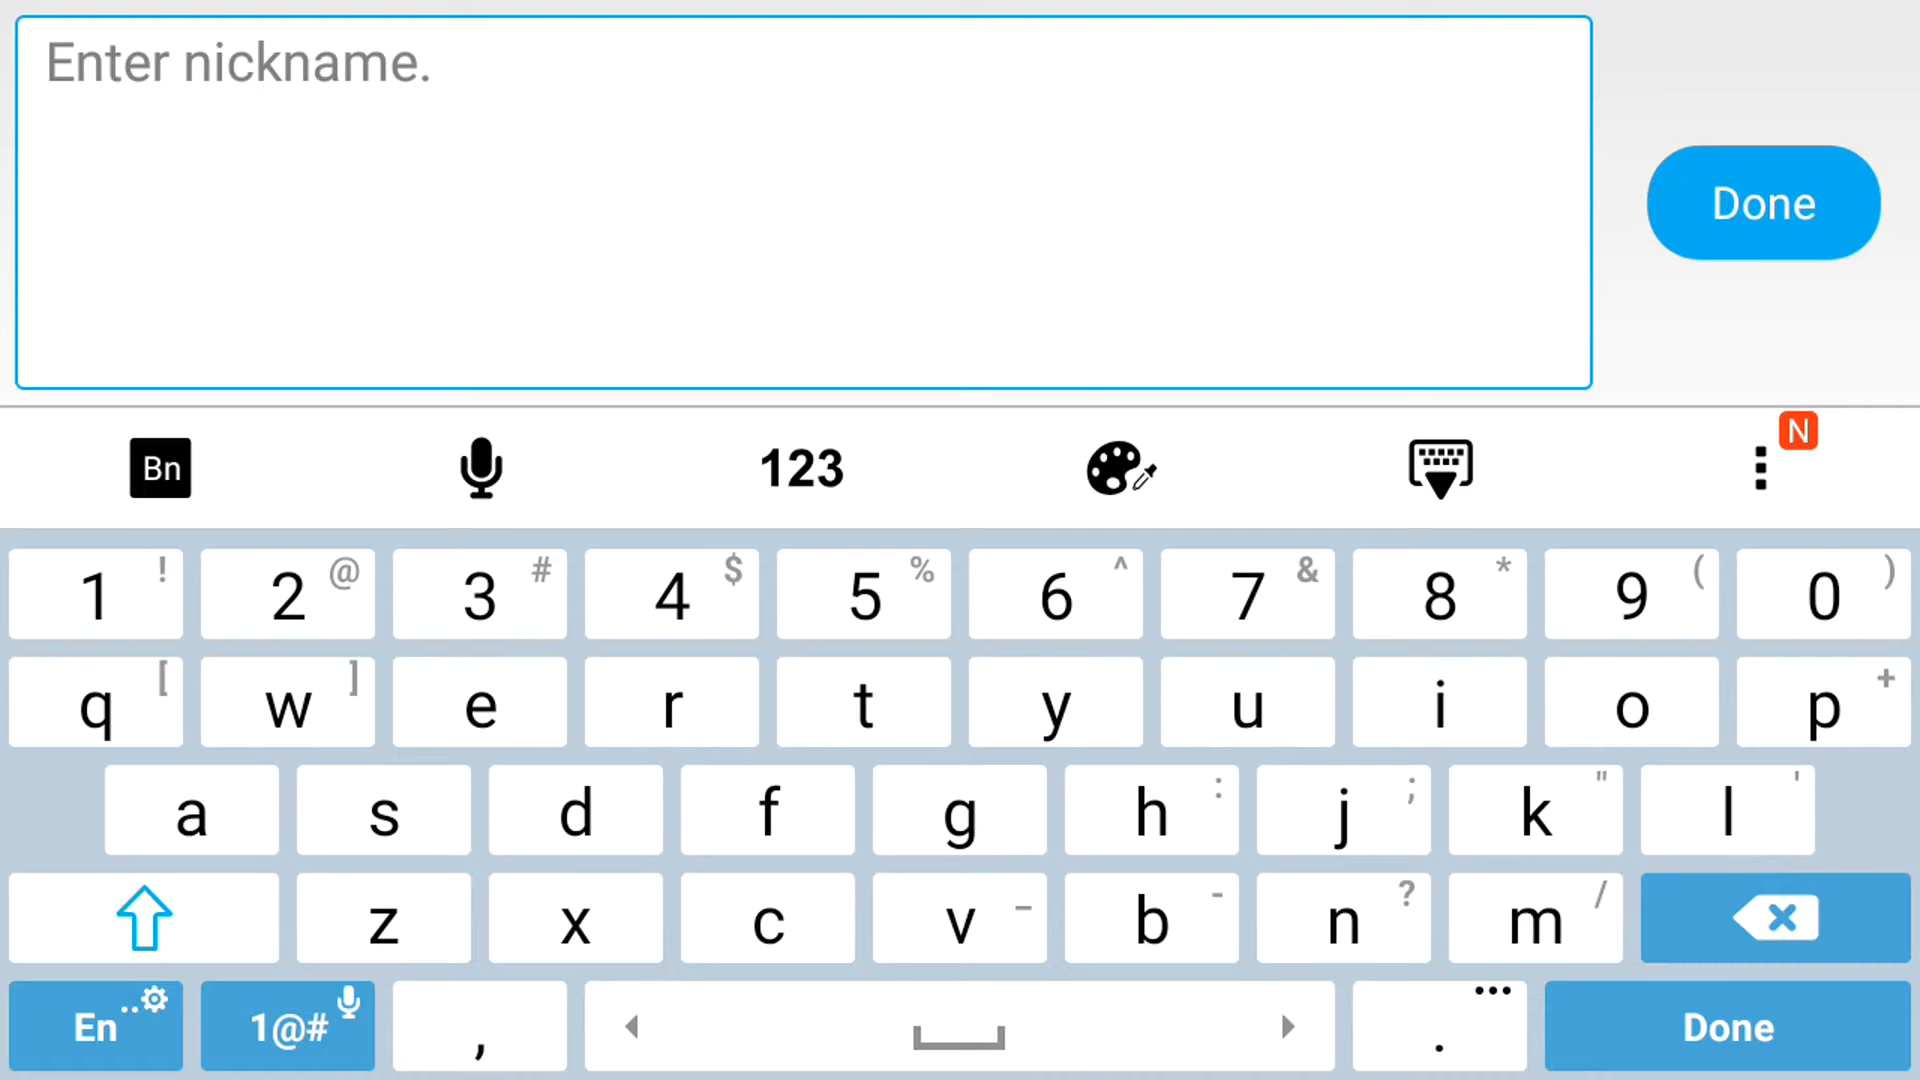 Enter nickname.
Done
Bn 123 N
1 ! 2 @ 3 # 4 $ 5 % 6 ^ 7 & 8 * 9 ( 0 )
q [ w ] e r t y u i o p +
a s d f g h : j ; k " l '
z x c v _ b - n ? m /
En 1@# , . ... Done